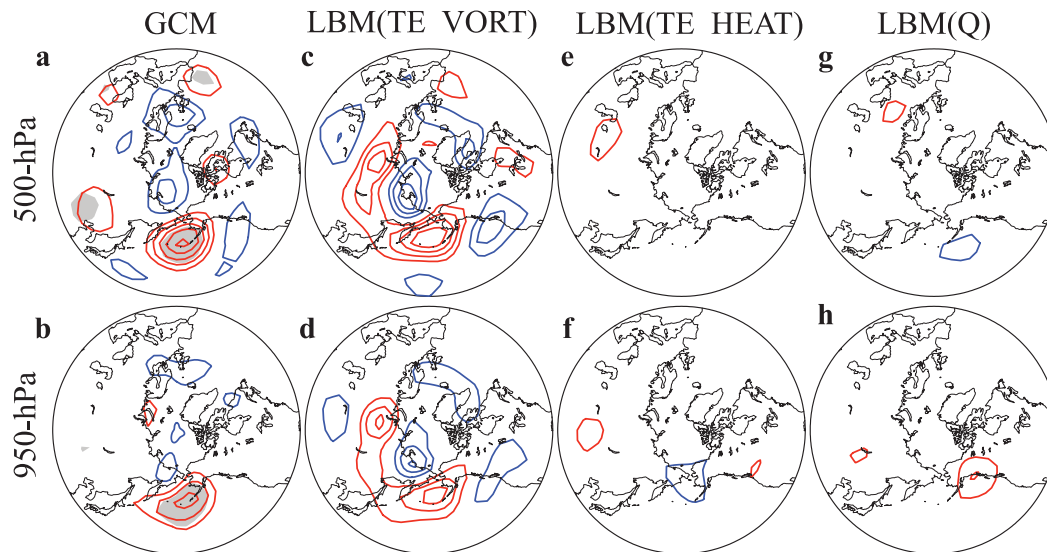 GCM
LBM(TE VORT)
LBM(TE HEAT)
LBM(Q)
500-hPa
a
c
e
g
950-hPa
b
d
f
h